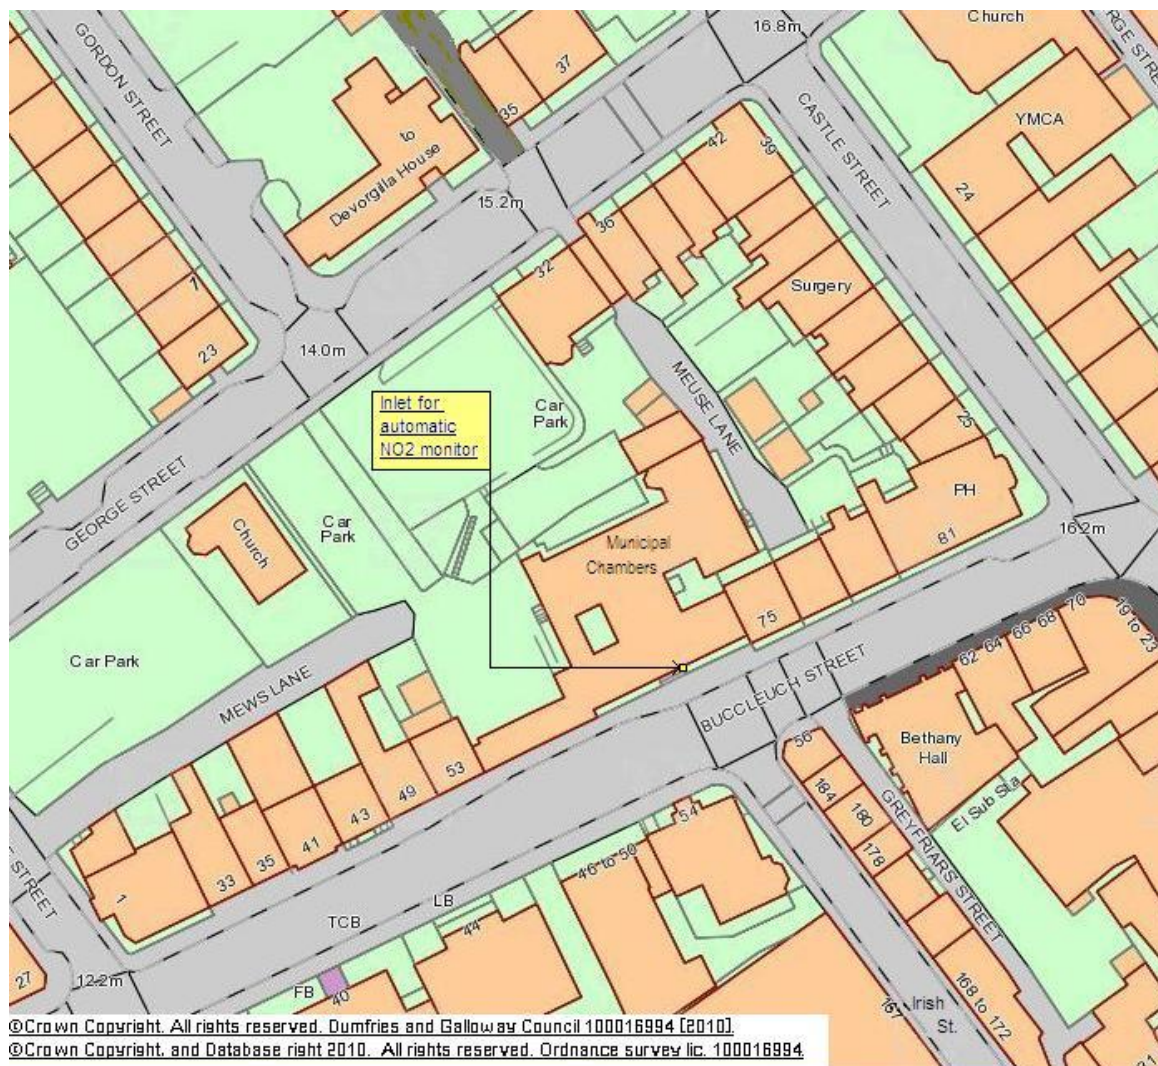 16.8m
Church
GORDON STREET
37
35
to
Devorgilla House
CASTLE STREET
YMCA
42
39
24
15.2m
36
32
Surgery
14.0m
23
MEUSE LANE
Inlet for
automatic
NO2 monitor
Car
Park
25
PH
GEORGE STREET
Church
Car
Park
Municipal
Chambers
81
16.2m
75
70
68
66
64
62
19 to 23
Car Park
MEWS LANE
BUCCLEUCH STREET
Bethany
Hall
56
53
49
43
41
35
33
1
184
180
178
GREYFRIARS STREET
El Sub Sta
54
46 to 50
LB
TCB
44
STREET
27
12.2m
FB
40
167
Irish
St.
168 to 172
31
©Crown Copyright. All rights reserved. Dumfries and Galloway Council 100016994 [2010].
©Crown Copyright. and Database right 2010. All rights reserved. Ordnance survey lic. 100016994.